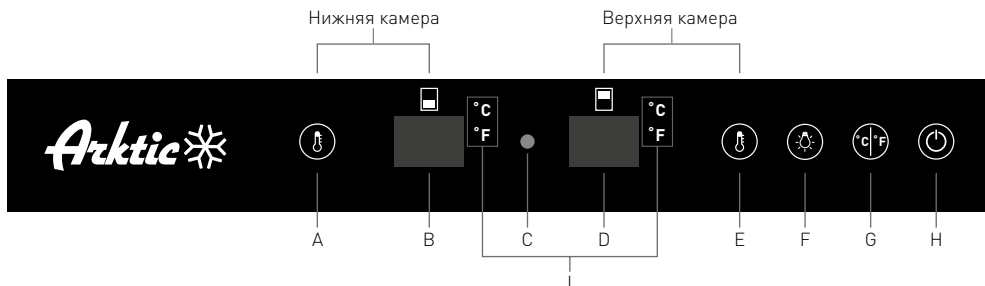 Нижняя камера Верхняя камера
°C °C
Arktic °F °F °C °F
A B C D E F G H
I